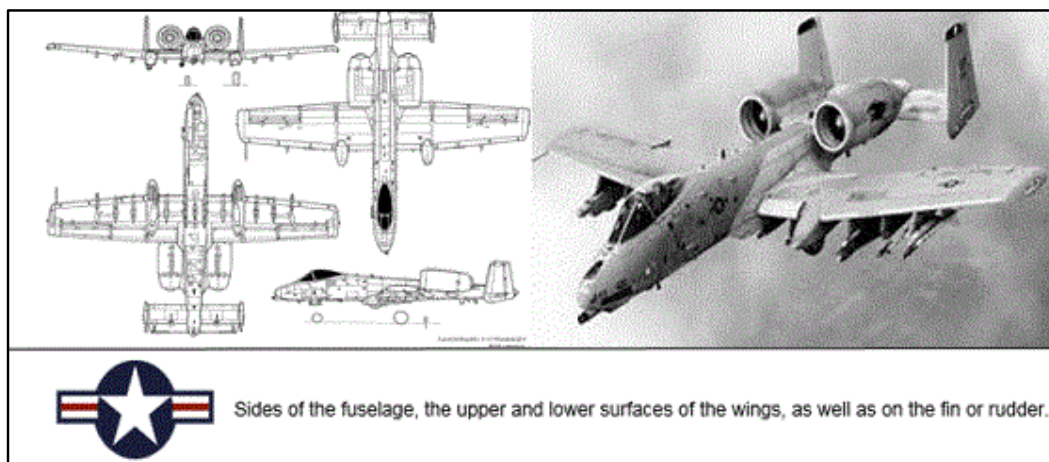 Sides of the fuselage, the upper and lower surfaces of the wings, as well as on the fin or rudder.